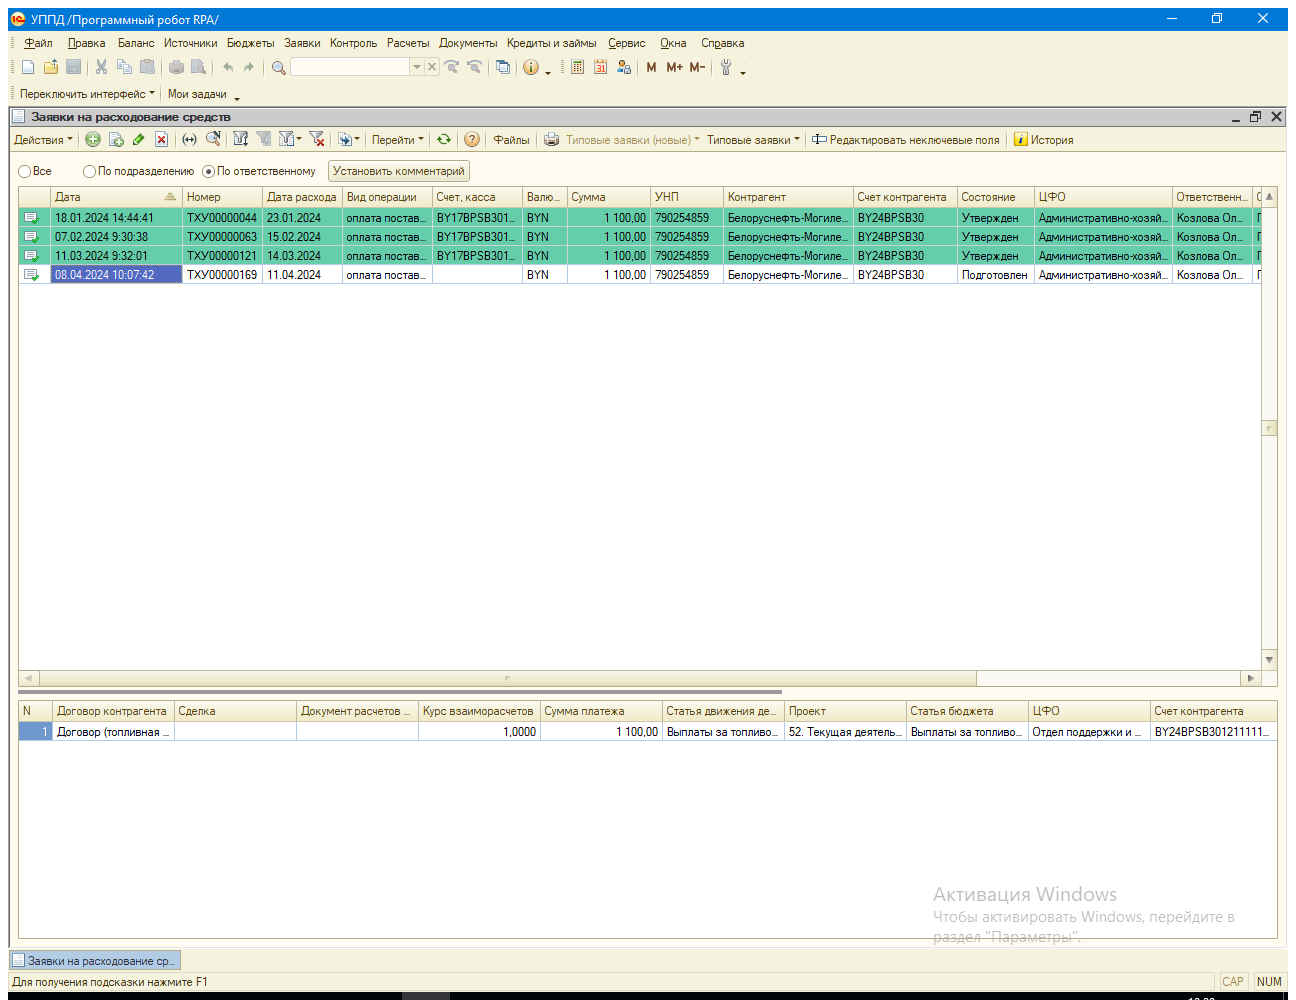 УППД /Программный робот RPA/
Файл Правка Баланс Источники Бюджеты Заявки Контроль Расчеты Документы Кредиты и займы Сервис Окна Справка
M M+ M-
Переключить интерфейс Мои задачи
Заявки на расходование средств
Действия Перейти Файлы Типовые заявки (новые) Типовые заявки Редактировать неключевые поля История
Все По подразделению По ответственному Установить комментарий
Дата Номер Дата расхода Вид операции Счет, касса Валю... Сумма УНП Контрагент Счет контрагента Состояние ЦФО Ответственн...
18.01.2024 14:44:41 ТХУ00000044 23.01.2024 оплата постав... BY17BPSB301... BYN 1 100,00 790254859 Белоруснефть-Могиле... BY24BPSB30 Утвержден Административно-хозяй... Козлова Ол...
07.02.2024 9:30:38 ТХУ00000063 15.02.2024 оплата постав... BY17BPSB301... BYN 1 100,00 790254859 Белоруснефть-Могиле... BY24BPSB30 Утвержден Административно-хозяй... Козлова Ол...
11.03.2024 9:32:01 ТХУ00000121 14.03.2024 оплата постав... BY17BPSB301... BYN 1 100,00 790254859 Белоруснефть-Могиле... BY24BPSB30 Утвержден Административно-хозяй... Козлова Ол...
08.04.2024 10:07:42 ТХУ00000169 11.04.2024 оплата постав... BYN 1 100,00 790254859 Белоруснефть-Могиле... BY24BPSB30 Подготовлен Административно-хозяй... Козлова Ол...
N Договор контрагента Сделка Документ расчетов ... Курс взаиморасчетов Сумма платежа Статья движения де... Проект Статья бюджета ЦФО Счет контрагента
1 Договор (топливная ... 1,0000 1 100,00 Выплаты за топливо... 52. Текущая деятель... Выплаты за топливо... Отдел поддержки и ... BY24BPSB301211111...
Активация Windows
Чтобы активировать Windows, перейдите в
раздел "Параметры".
Заявки на расходование ср...
Для получения подсказки нажмите F1 CAP NUM